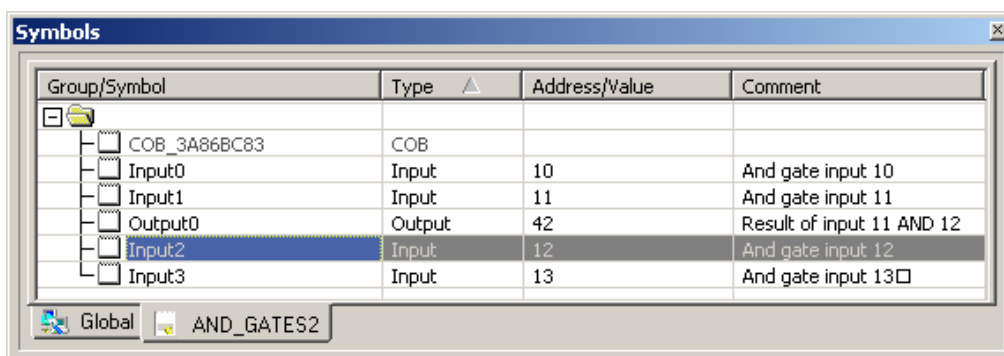 Symbols
Group/Symbol Type Address/Value Comment
COB_3A86BC83 COB
Input0 Input 10 And gate input 10
Input1 Input 11 And gate input 11
Output0 Output 42 Result of input 11 AND 12
Input2 Input 12 And gate input 12
Input3 Input 13 And gate input 13□
Global AND_GATES2